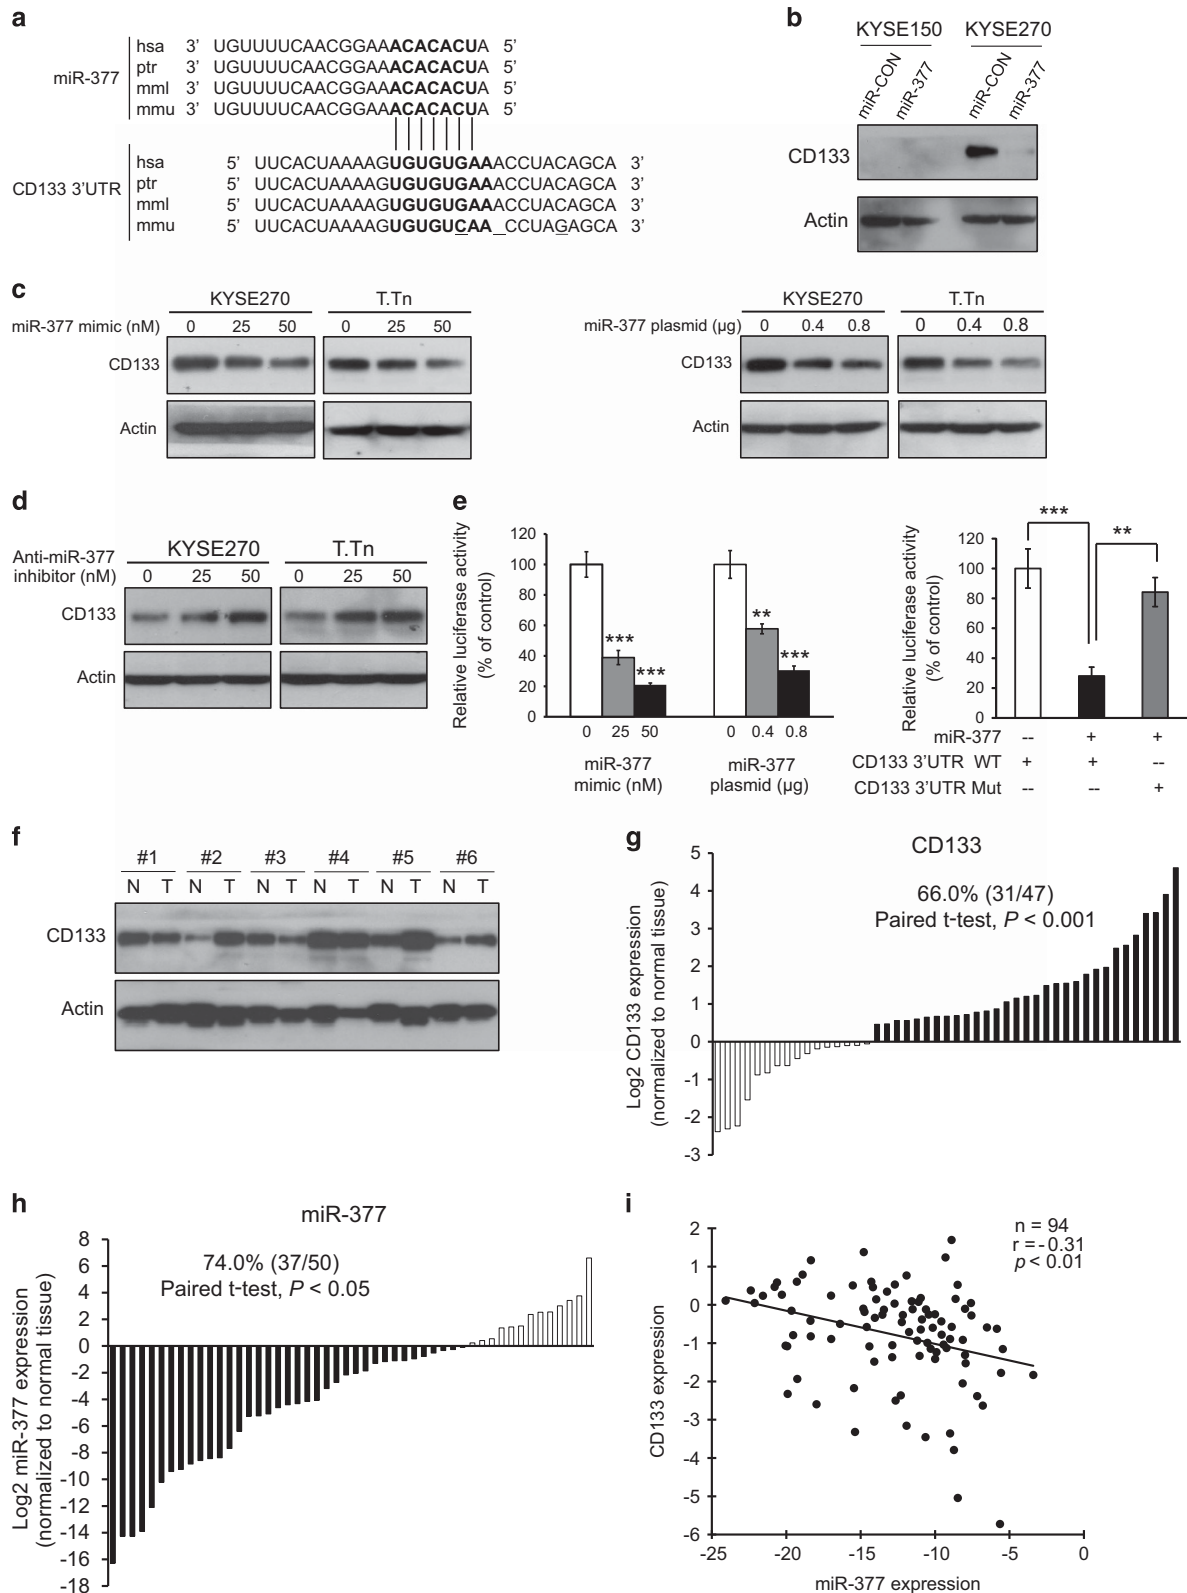 a
miR-377
hsa 3' UGUUUUCAACGGAAACACACUA 5'
ptr 3' UGUUUUCAACGGAAACACACUA 5'
mml 3' UGUUUUCAACGGAAACACACUA 5'
mmu 3' UGUUUUCAACGGAAACACACUA 5'
CD133 3'UTR
hsa 5' UUCACUAAAAGUGUGUGAAACCUACAGCA 3'
ptr 5' UUCACUAAAAGUGUGUGAAACCUACAGCA 3'
mml 5' UUCACUAAAAGUGUGUGAAACCUACAGCA 3'
mmu 5' UUCACUAAAAGUGUGUCAA_CCUAGAGCA 3'
b
KYSE150 KYSE270
miR-CON miR-377 miR-CON miR-377
CD133
Actin
c
KYSE270 T.Tn
miR-377 mimic (nM) 0 25 50 0 25 50
CD133
Actin
KYSE270 T.Tn
miR-377 plasmid (µg) 0 0.4 0.8 0 0.4 0.8
CD133
Actin
d
KYSE270 T.Tn
Anti-miR-377
inhibitor (nM) 0 25 50 0 25 50
CD133
Actin
e
Relative luciferase activity
(% of control)
120
100
80
60
40
20
0
*** *** ** ***
0 25 50 0 0.4 0.8
miR-377
mimic (nM)
miR-377
plasmid (µg)
Relative luciferase activity
(% of control)
120
100
80
60
40
20
0
*** **
miR-377 -- + +
CD133 3'UTR WT + + --
CD133 3'UTR Mut -- -- +
f
#1 #2 #3 #4 #5 #6
N T N T N T N T N T N T
CD133
Actin
g
CD133
66.0% (31/47)
Paired t-test, P < 0.001
Log2 CD133 expression
(normalized to normal tissue)
5
4
3
2
1
0
-1
-2
-3
h
miR-377
74.0% (37/50)
Paired t-test, P < 0.05
Log2 miR-377 expression
(normalized to normal tissue)
8
6
4
2
0
-2
-4
-6
-8
-10
-12
-14
-16
-18
i
n = 94
r = - 0.31
p < 0.01
CD133 expression
2
1
0
-1
-2
-3
-4
-5
-6
-25 -20 -15 -10 -5 0
miR-377 expression